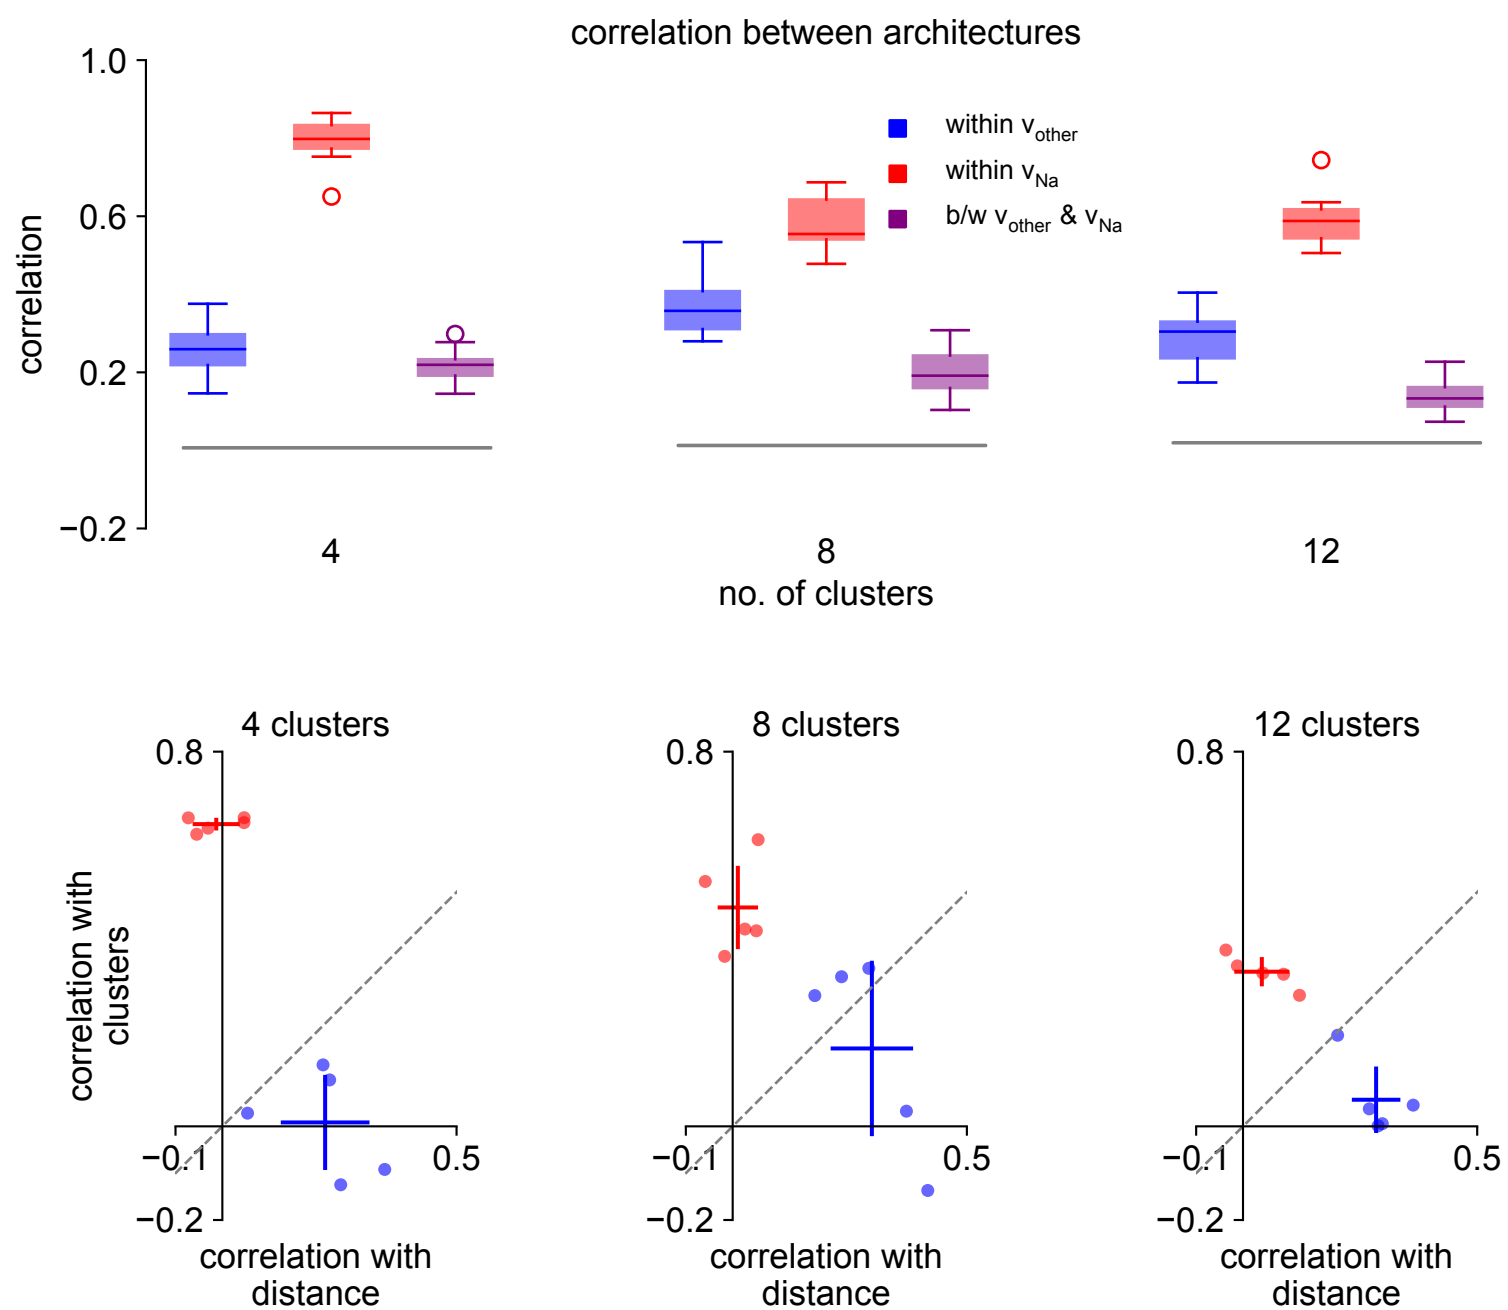 correlation between architectures
1.0
0.6
0.2
−0.2
correlation
within v_other
within v_Na
b/w v_other & v_Na
4
8
12
no. of clusters
4 clusters
8 clusters
12 clusters
0.8
0.8
0.8
correlation with
clusters
−0.1
0.5
−0.1
0.5
−0.1
0.5
−0.2
−0.2
−0.2
correlation with
distance
correlation with
distance
correlation with
distance